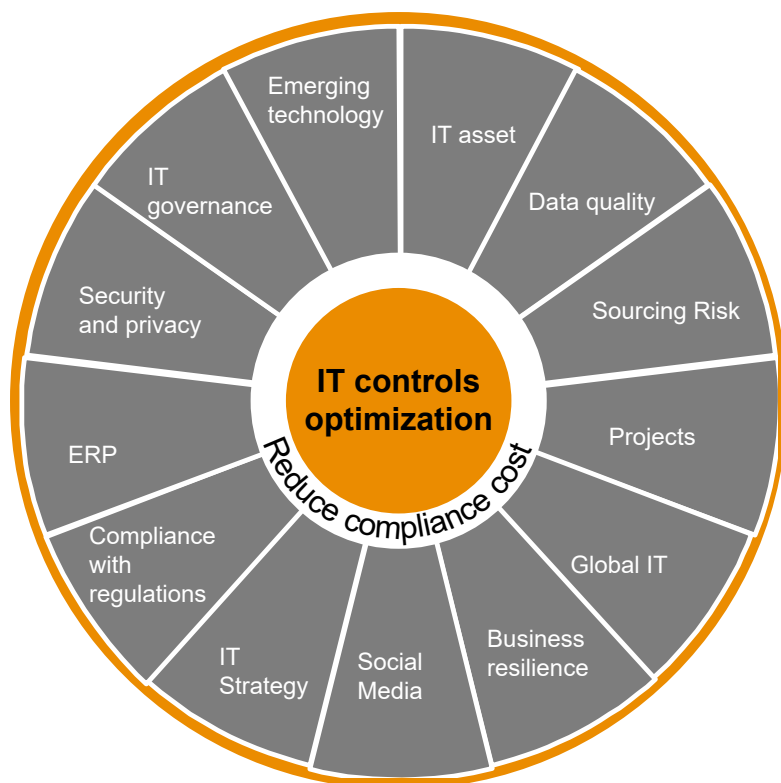 Emerging
technology
IT asset
Data quality
Sourcing Risk
Projects
Global IT
Business
resilience
Social
Media
IT
Strategy
Compliance
with
regulations
ERP
Security
and privacy
IT
governance
IT controls
optimization
Reduce compliance cost